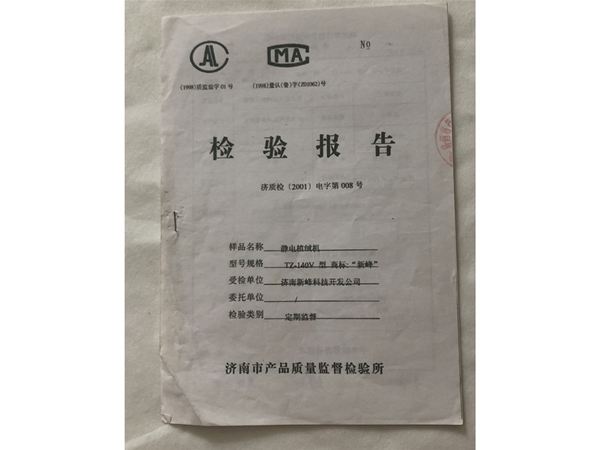 CAL
CMA
No
(1998)质监验字01号
(1998)量认(鲁)字(Z01062)号
检验报告
济质检(2001)电字第008号
样品名称 静电植绒机
型号规格 TZ-140V 型 商标:“新峰”
受检单位 济南新峰科技开发公司
委托单位 /
检验类别 定期监督
济南市产品质量监督检验所